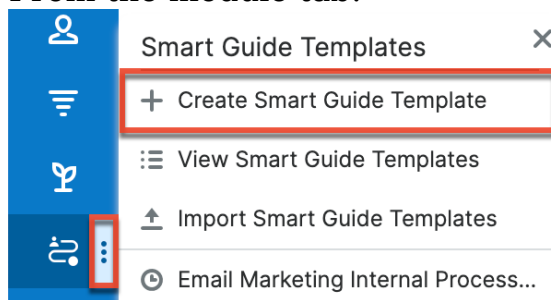 From the module tab:
Smart Guide Templates
Create Smart Guide Template
View Smart Guide Templates
Import Smart Guide Templates
Email Marketing Internal Process...